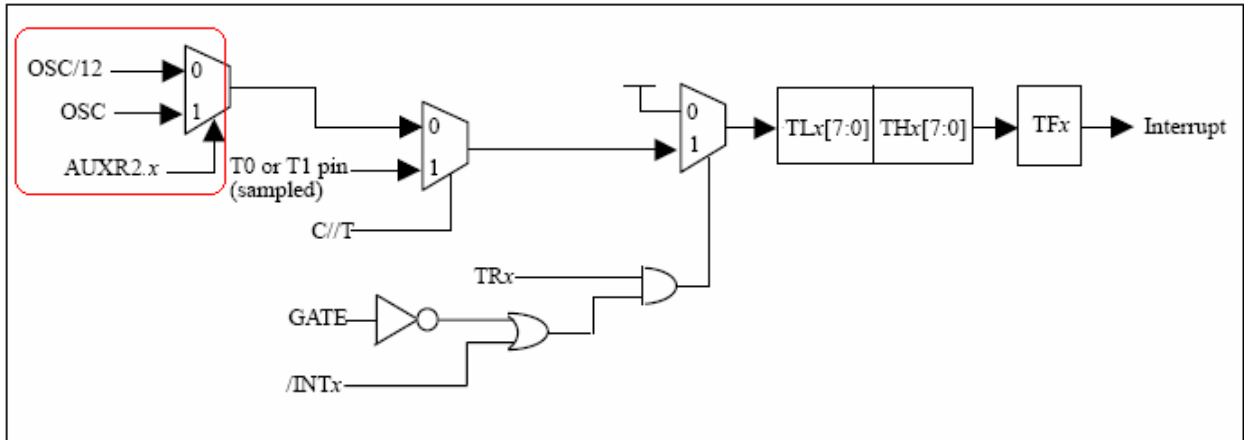 OSC/12
0
OSC
1
AUXR2.x
0
T0 or T1 pin
1
(sampled)
C//T
0
1
TLx[7:0]
THx[7:0]
TFx
Interrupt
TRx
GATE
/INTx